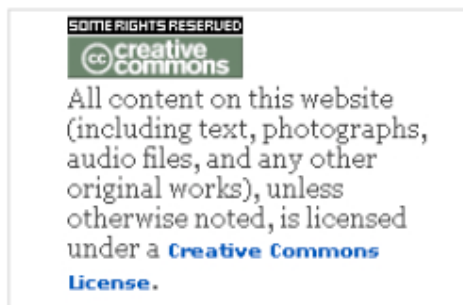 SOME RIGHTS RESERVED
cc creative
commons
All content on this website
(including text, photographs,
audio files, and any other
original works), unless
otherwise noted, is licensed
under a Creative Commons
License.